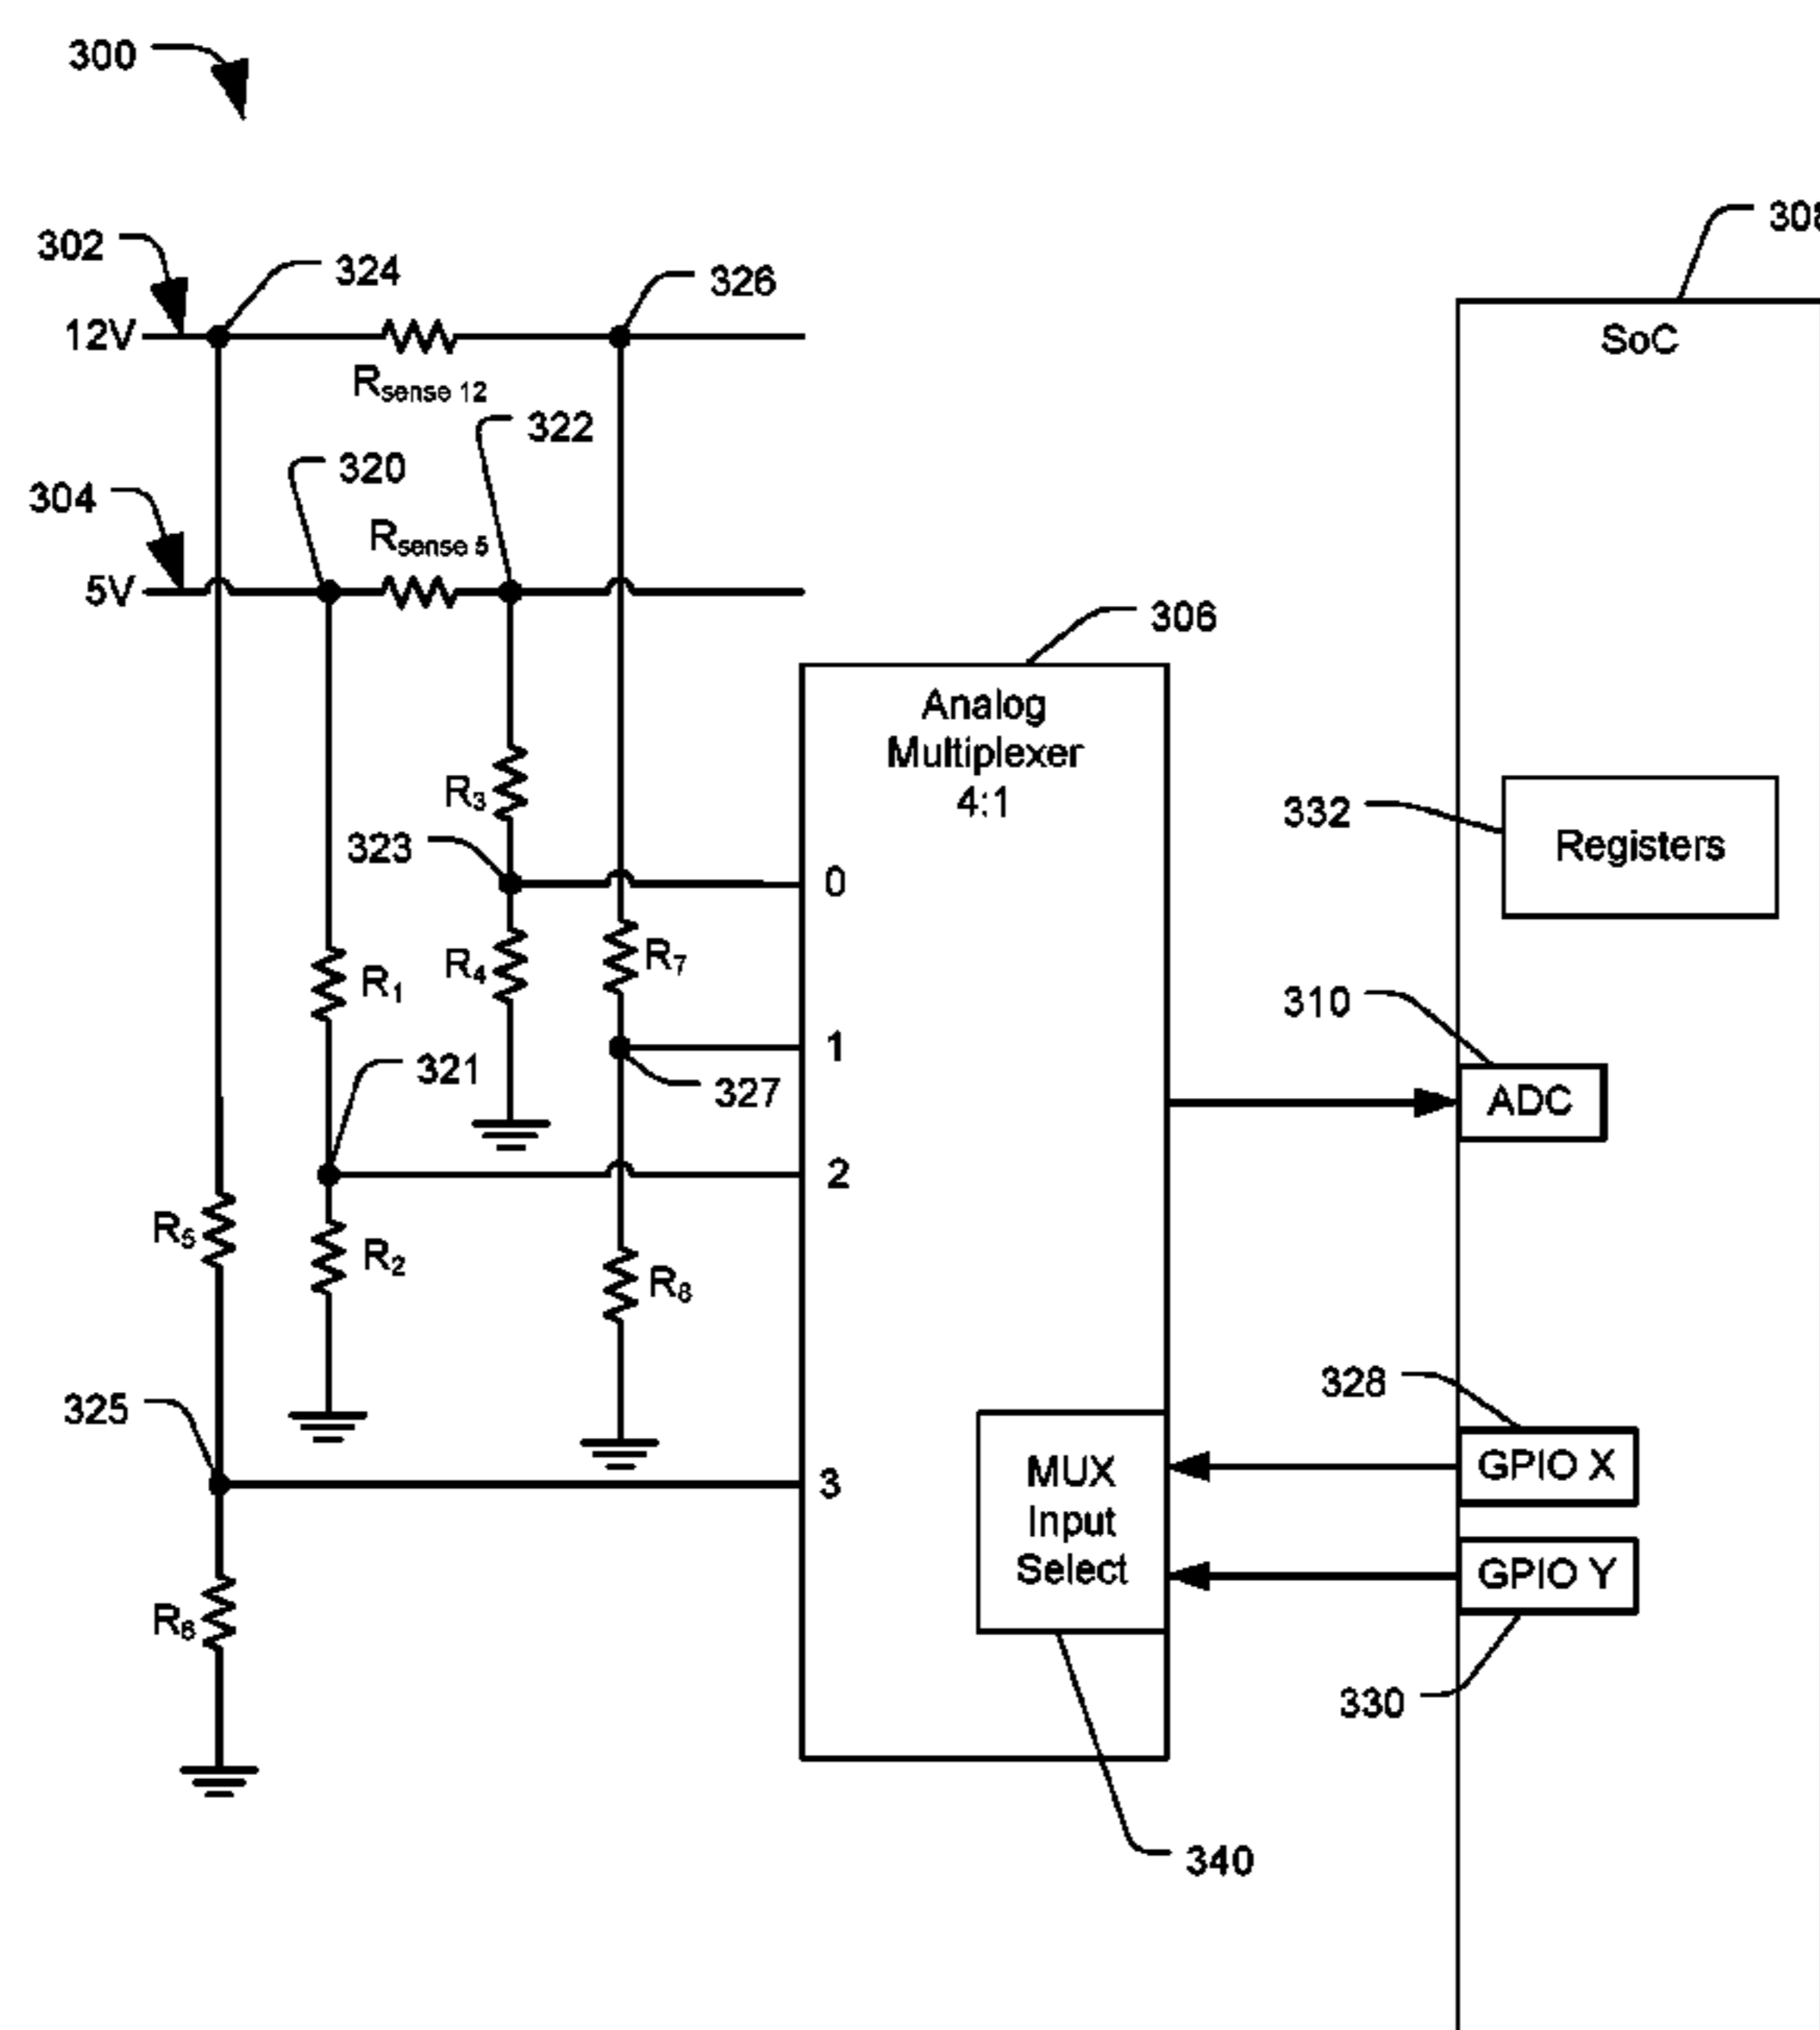 300
308
302
324
326
12V
SoC
Rsense 12
322
320
304
Rsense 5
5V
306
Analog
Multiplexer
4:1
R3
332
Registers
323
0
R4
R7
R1
310
1
ADC
321
327
2
R5
R2
R8
328
325
GPIO X
3
MUX
Input
Select
GPIO Y
R6
330
340